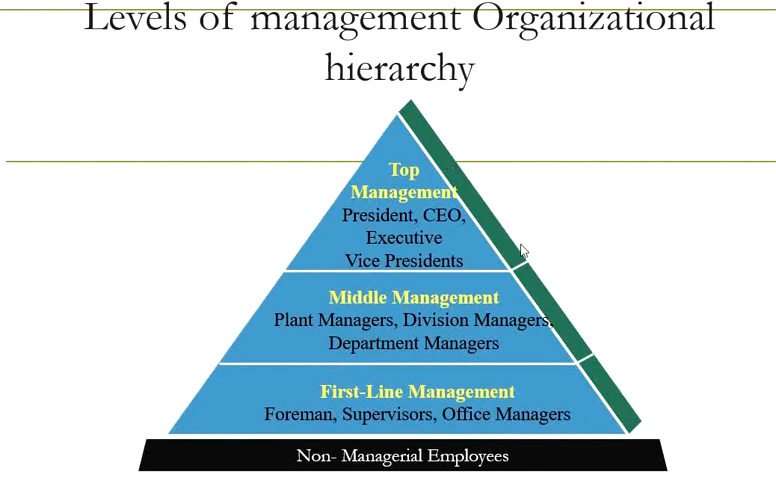 Levels of management Organizational
hierarchy
Top
Management
President, CEO,
Executive
Vice Presidents
Middle Management
Plant Managers, Division Managers,
Department Managers
First-Line Management
Foreman, Supervisors, Office Managers
Non- Managerial Employees